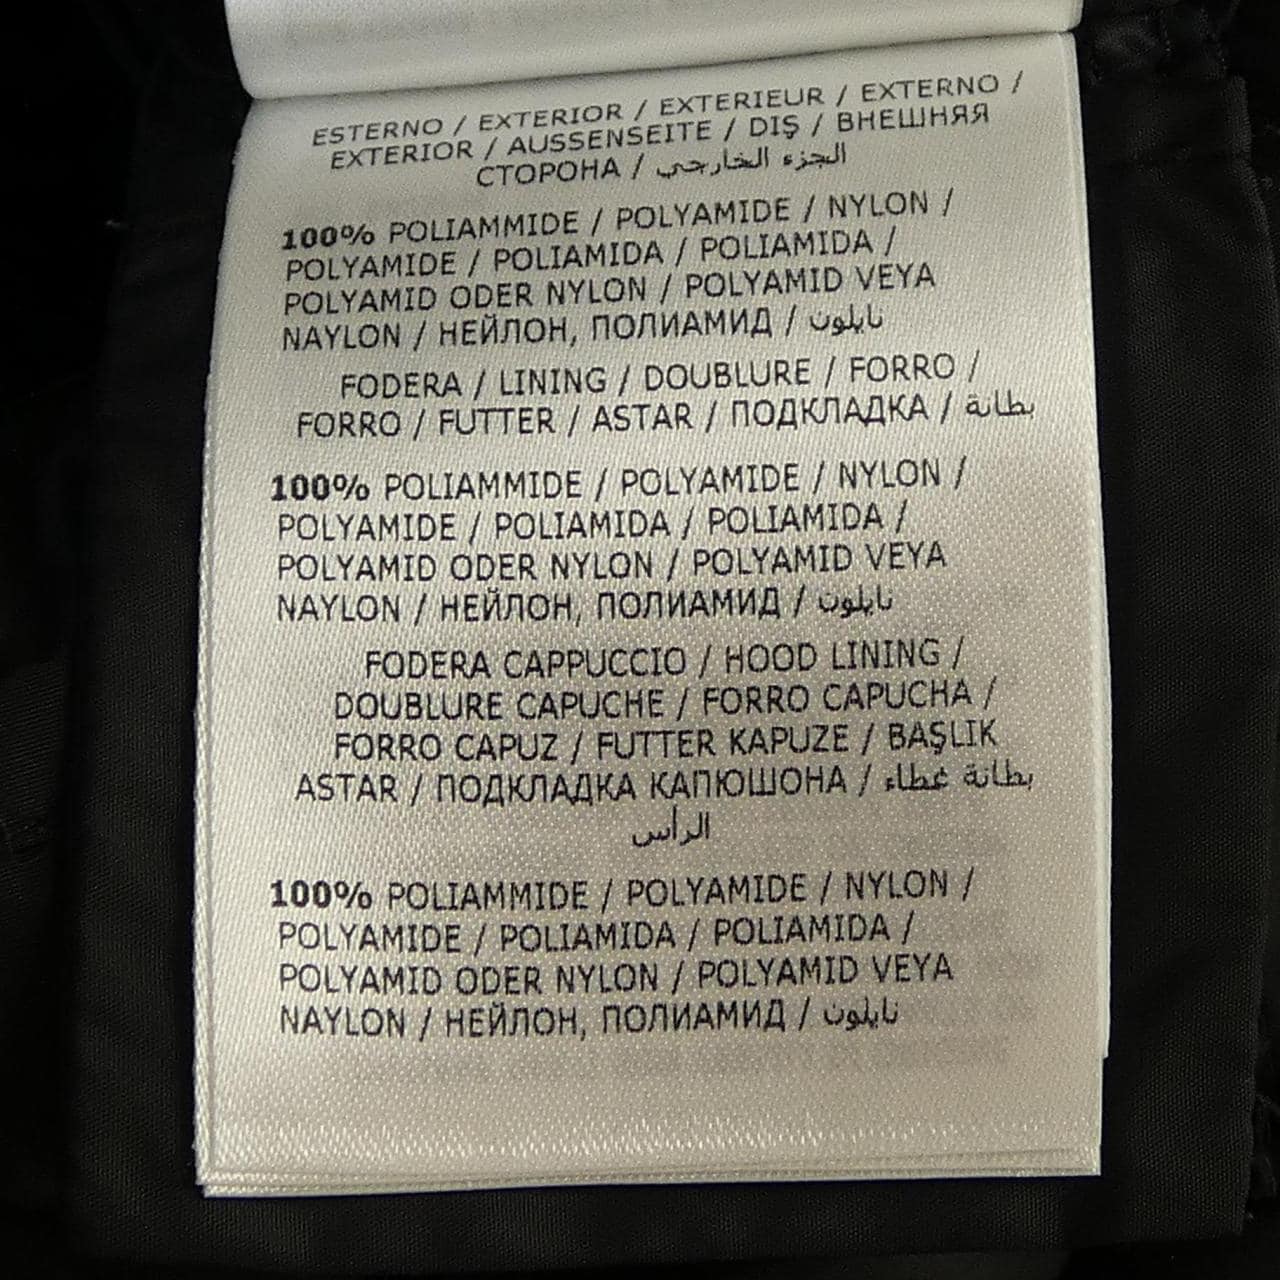 ESTERNO / EXTERIOR / EXTERIEUR / EXTERNO /
EXTERIOR / AUSSENSEITE / DIŞ / ВНЕШНЯЯ
СТОРОНА / الجزء الخارجي
100% POLIAMMIDE / POLYAMIDE / NYLON /
POLYAMIDE / POLIAMIDA / POLIAMIDA /
POLYAMID ODER NYLON / POLYAMID VEYA
NAYLON / НЕЙЛОН, ПОЛИАМИД / نايلون
FODERA / LINING / DOUBLURE / FORRO /
FORRO / FUTTER / ASTAR / ПОДКЛАДКА / بطانة
100% POLIAMMIDE / POLYAMIDE / NYLON /
POLYAMIDE / POLIAMIDA / POLIAMIDA /
POLYAMID ODER NYLON / POLYAMID VEYA
NAYLON / НЕЙЛОН, ПОЛИАМИД / نايلون
FODERA CAPPUCCIO / HOOD LINING /
DOUBLURE CAPUCHE / FORRO CAPUCHA /
FORRO CAPUZ / FUTTER KAPUZE / BAŞLIK
ASTAR / ПОДКЛАДКА КАПЮШОНА / بطانة غطاء
الرأس
100% POLIAMMIDE / POLYAMIDE / NYLON /
POLYAMIDE / POLIAMIDA / POLIAMIDA /
POLYAMID ODER NYLON / POLYAMID VEYA
NAYLON / НЕЙЛОН, ПОЛИАМИД / نايلون